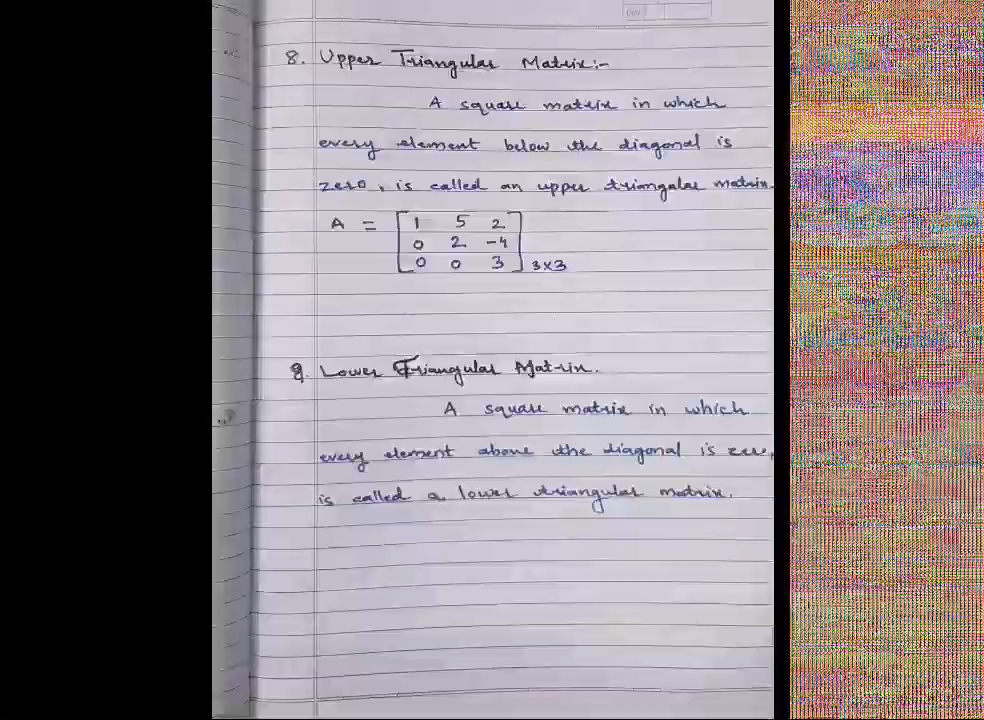 8. Upper Triangular Matrix:-
A square matrix in which
every element below the diagonal is
zero, is called an upper triangular matrix.
A = [ 1 5 2
0 2 -4
0 0 3 ] 3x3
9. Lower Triangular Matrix.
A square matrix in which
every element above the diagonal is zero,
is called a lower triangular matrix.